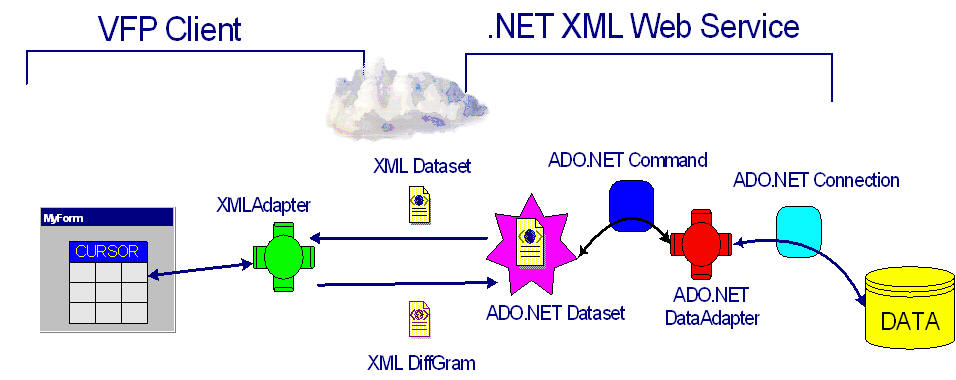 VFP Client
.NET XML Web Service
XML Dataset
ADO.NET Command
ADO.NET Connection
XMLAdapter
MyForm
CURSOR
ADO.NET Dataset
ADO.NET
DataAdapter
DATA
XML DiffGram